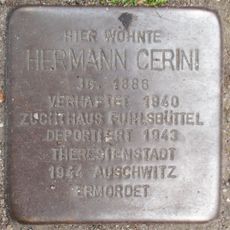 HIER WOHNTE
HERMANN CERINI
JG. 1886
VERHAFTET 1940
ZUCHTHAUS FUHLSBÜTTEL
DEPORTIERT 1943
THERESIENSTADT
1944 AUSCHWITZ
ERMORDET